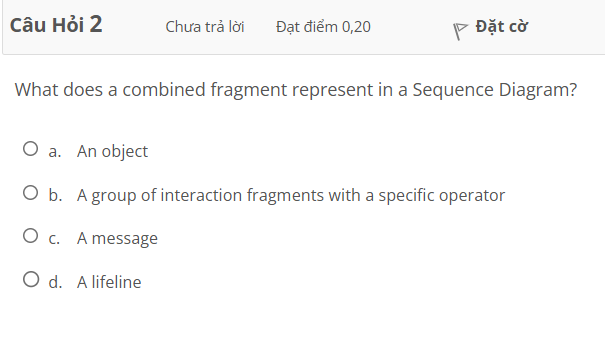 Câu Hỏi 2 Chưa trả lời Đạt điểm 0,20 Đặt cờ
What does a combined fragment represent in a Sequence Diagram?
a. An object
b. A group of interaction fragments with a specific operator
c. A message
d. A lifeline